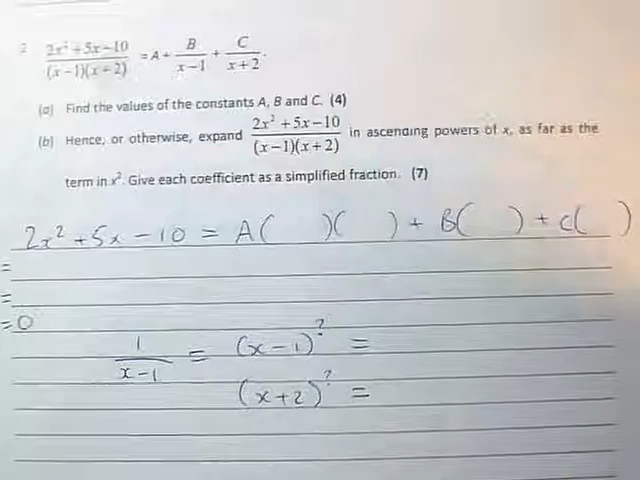 2 (2x² + 5x − 10)/((x − 1)(x + 2)) = A + B/(x − 1) + C/(x + 2).
(a) Find the values of the constants A, B and C. (4)
(b) Hence, or otherwise, expand (2x² + 5x − 10)/((x − 1)(x + 2)) in ascending powers of x, as far as the
term in x². Give each coefficient as a simplified fraction. (7)
2x² + 5x − 10 = A( )( ) + B( ) + C( )
=
=
= 0
1/(x − 1) = (x − 1)^? =
(x + 2)^? =